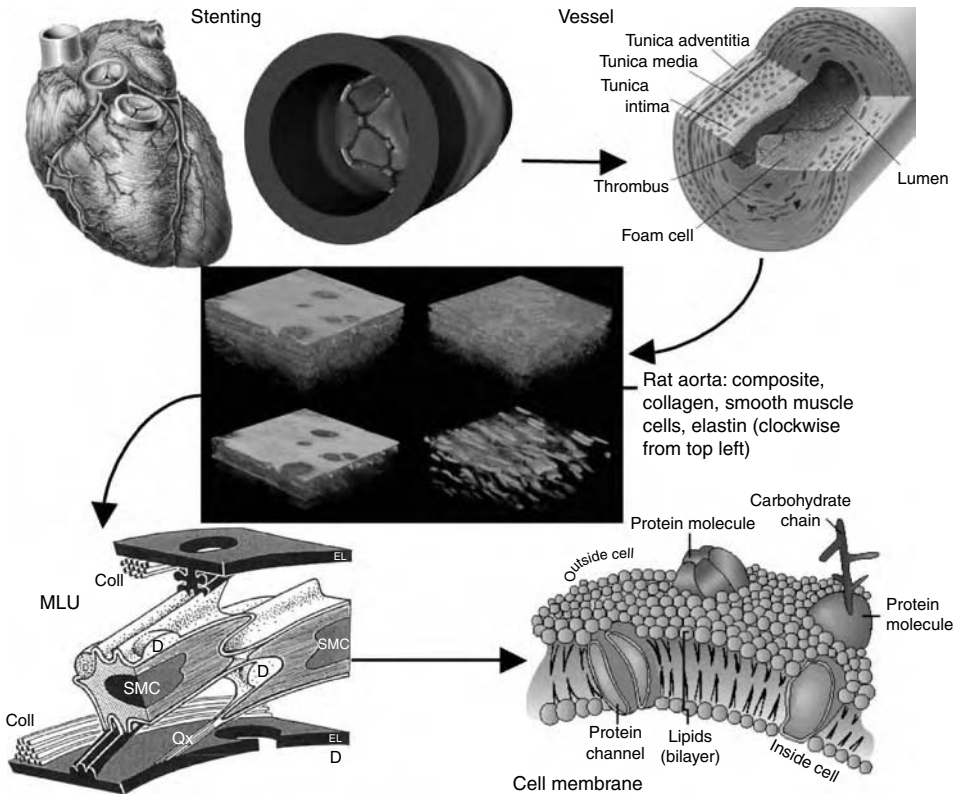 Stenting
Vessel
Tunica adventitia
Tunica media
Tunica
intima
Thrombus
Lumen
Foam cell
Rat aorta: composite,
collagen, smooth muscle
cells, elastin (clockwise
from top left)
MLU
Coll
EL
D
SMC
D
SMC
Coll
Qx
EL
D
Carbohydrate
chain
Protein molecule
Outside cell
Protein
molecule
Protein
channel
Lipids
(bilayer)
Inside cell
Cell membrane